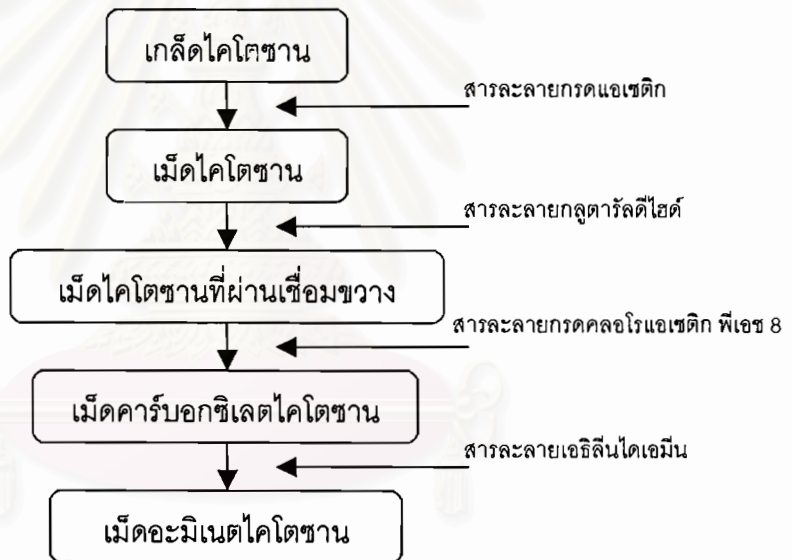 เกล็ดไคโตซาน
สารละลายกรดแอเซติก
เม็ดไคโตซาน
สารละลายกลูตารัลดีไฮด์
เม็ดไคโตซานที่ผ่านเชื่อมขวาง
สารละลายกรดคลอโรแอเซติก พีเอช 8
เม็ดคาร์บอกซิเลตไคโตซาน
สารละลายเอธิลีนไดเอมีน
เม็ดอะมิเนตไคโตซาน